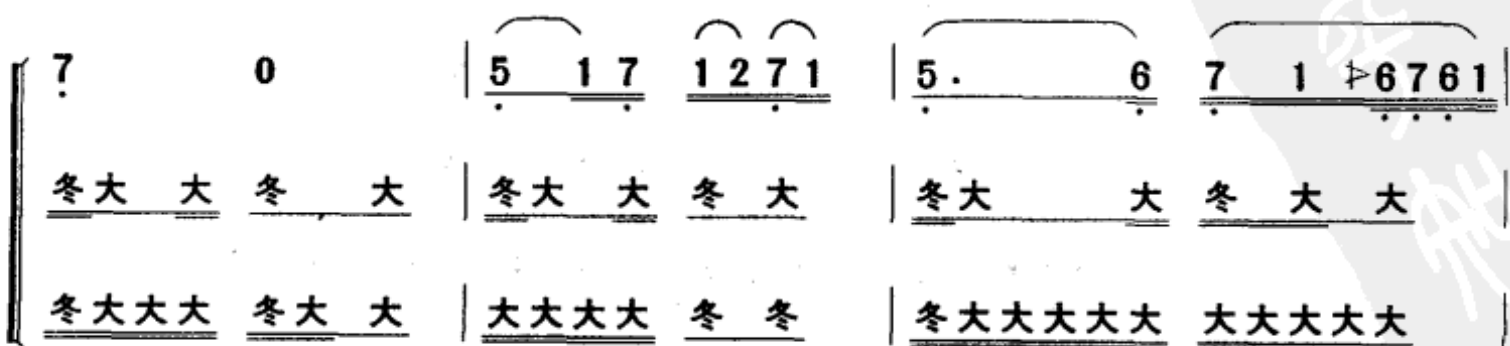 7 0 | 5 1 7 1 2 7 1 | 5. 6 7 1 6 7 6 1 |
冬大 大 冬 大 | 冬大 大 冬 大 | 冬大 大 冬 大 大 |
冬大大大 冬大 大 | 大大大大 冬 冬 | 冬大大大大大 大大大大大 |